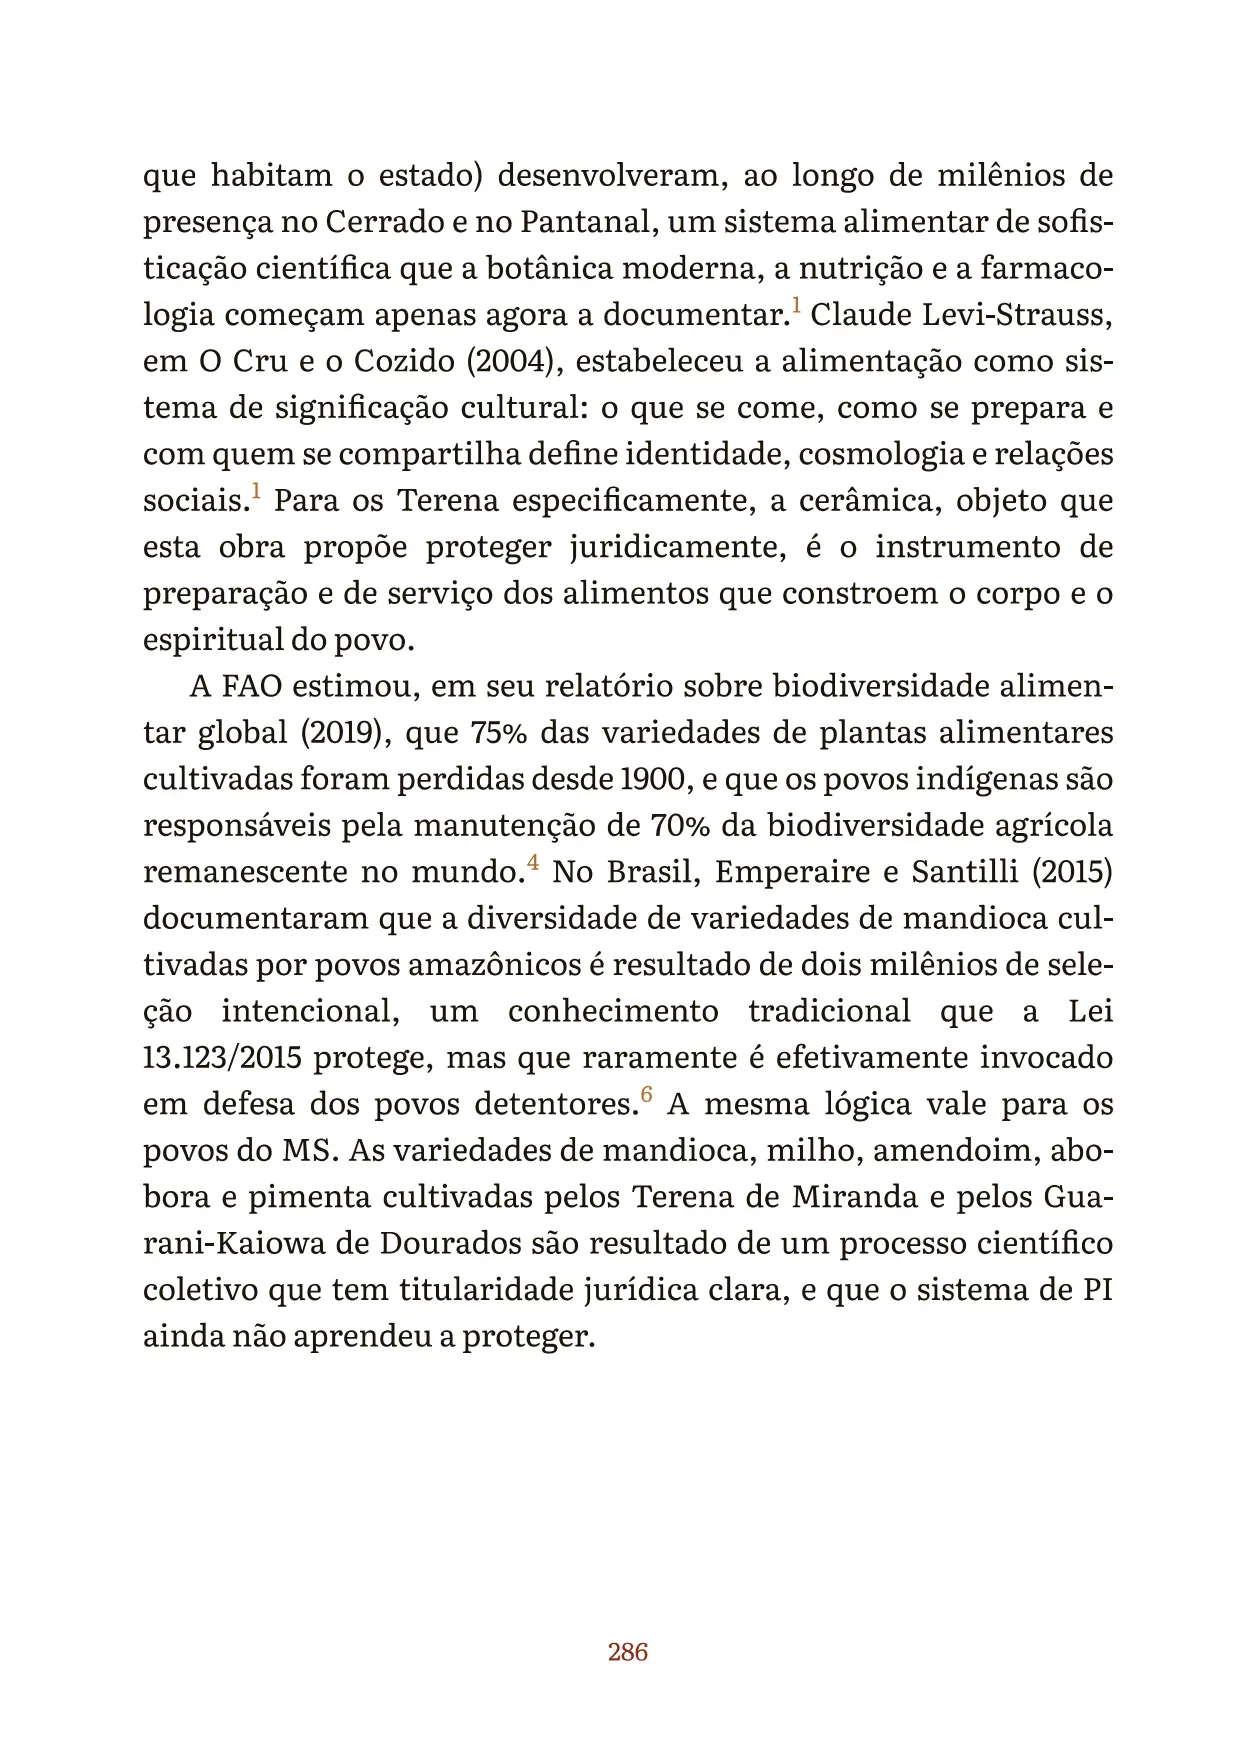 que habitam o estado) desenvolveram, ao longo de milênios de
presença no Cerrado e no Pantanal, um sistema alimentar de sofis-
ticação científica que a botânica moderna, a nutrição e a farmaco-
logia começam apenas agora a documentar.1 Claude Levi-Strauss,
em O Cru e o Cozido (2004), estabeleceu a alimentação como sis-
tema de significação cultural: o que se come, como se prepara e
com quem se compartilha define identidade, cosmologia e relações
sociais.1 Para os Terena especificamente, a cerâmica, objeto que
esta obra propõe proteger juridicamente, é o instrumento de
preparação e de serviço dos alimentos que constroem o corpo e o
espiritual do povo.
A FAO estimou, em seu relatório sobre biodiversidade alimen-
tar global (2019), que 75% das variedades de plantas alimentares
cultivadas foram perdidas desde 1900, e que os povos indígenas são
responsáveis pela manutenção de 70% da biodiversidade agrícola
remanescente no mundo.4 No Brasil, Emperaire e Santilli (2015)
documentaram que a diversidade de variedades de mandioca cul-
tivadas por povos amazônicos é resultado de dois milênios de sele-
ção intencional, um conhecimento tradicional que a Lei
13.123/2015 protege, mas que raramente é efetivamente invocado
em defesa dos povos detentores.6 A mesma lógica vale para os
povos do MS. As variedades de mandioca, milho, amendoim, abo-
bora e pimenta cultivadas pelos Terena de Miranda e pelos Gua-
rani-Kaiowa de Dourados são resultado de um processo científico
coletivo que tem titularidade jurídica clara, e que o sistema de PI
ainda não aprendeu a proteger.
286